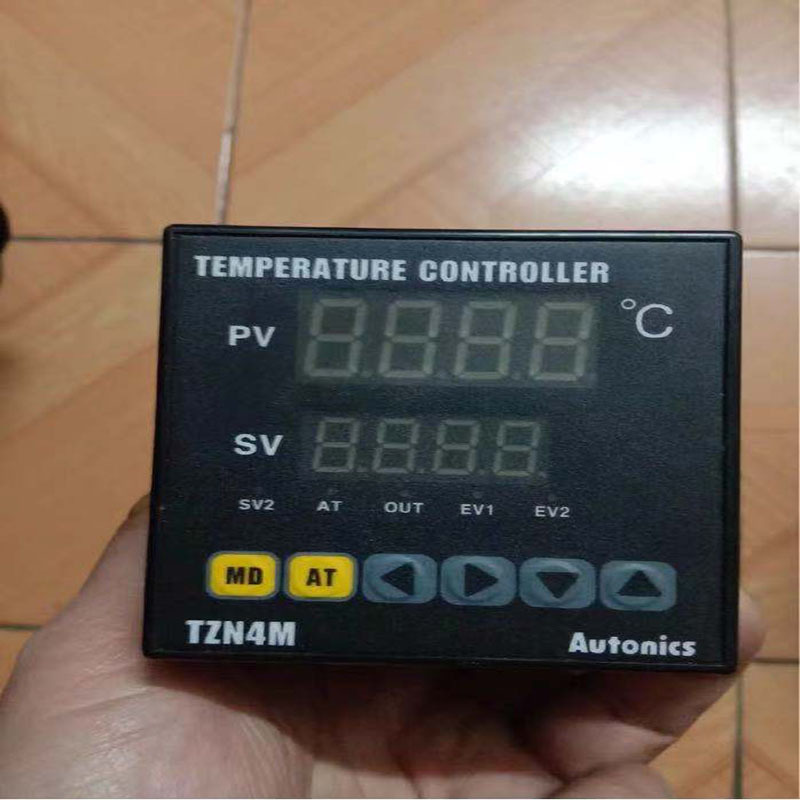 TEMPERATURE CONTROLLER
PV °C
SV
SV2 AT OUT EV1 EV2
MD AT
TZN4M Autonics